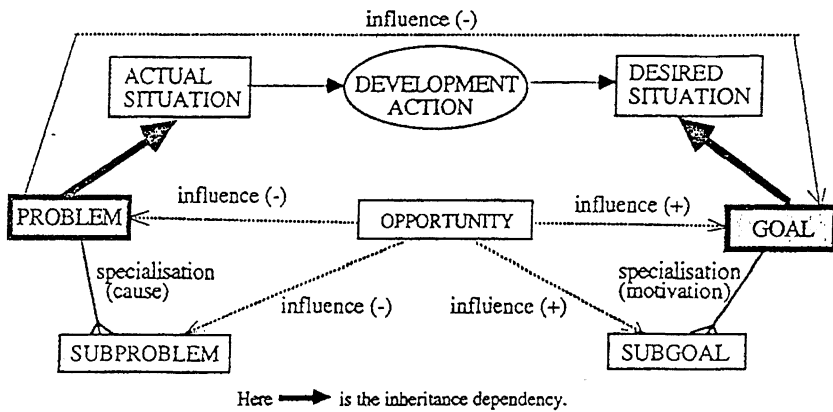 influence (-)
ACTUAL
SITUATION
DEVELOPMENT
ACTION
DESIRED
SITUATION
PROBLEM
influence (-)
OPPORTUNITY
influence (+)
GOAL
specialisation
(cause)
influence (-)
influence (+)
specialisation
(motivation)
SUBPROBLEM
SUBGOAL
Here is the inheritance dependency.